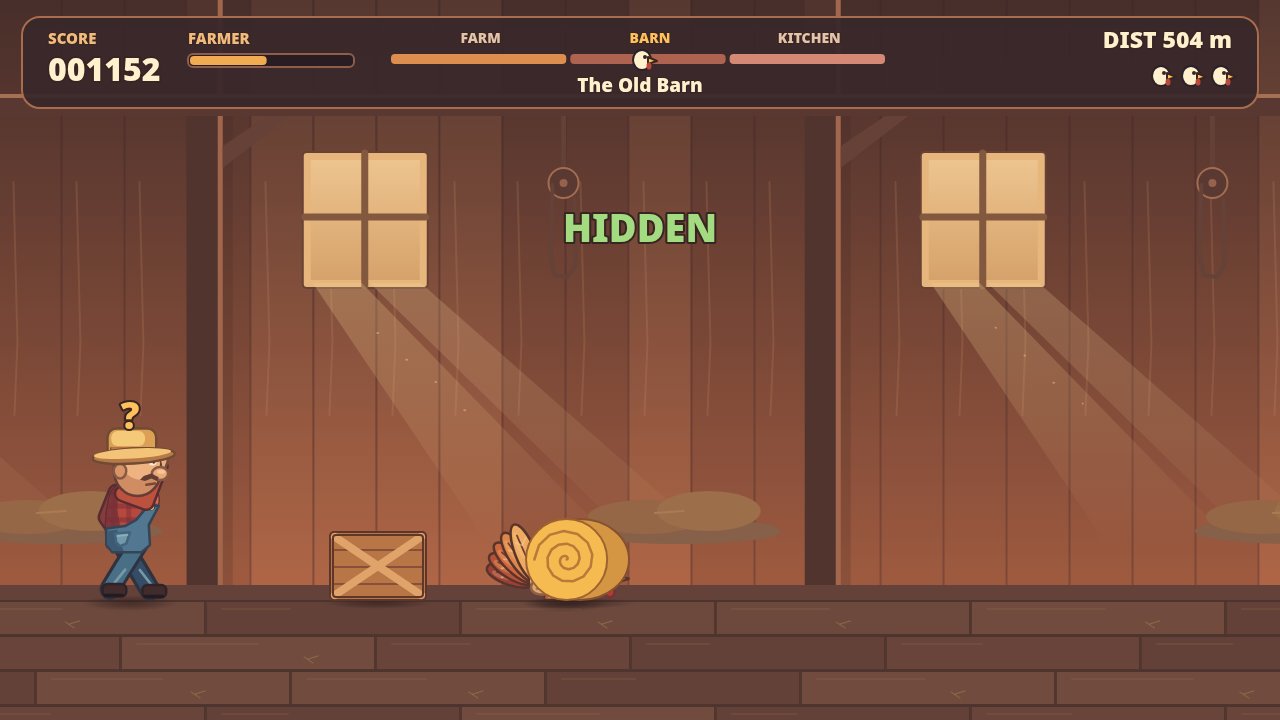 SCORE
001152
FARMER
FARM
BARN
KITCHEN
The Old Barn
DIST 504 m
HIDDEN
?